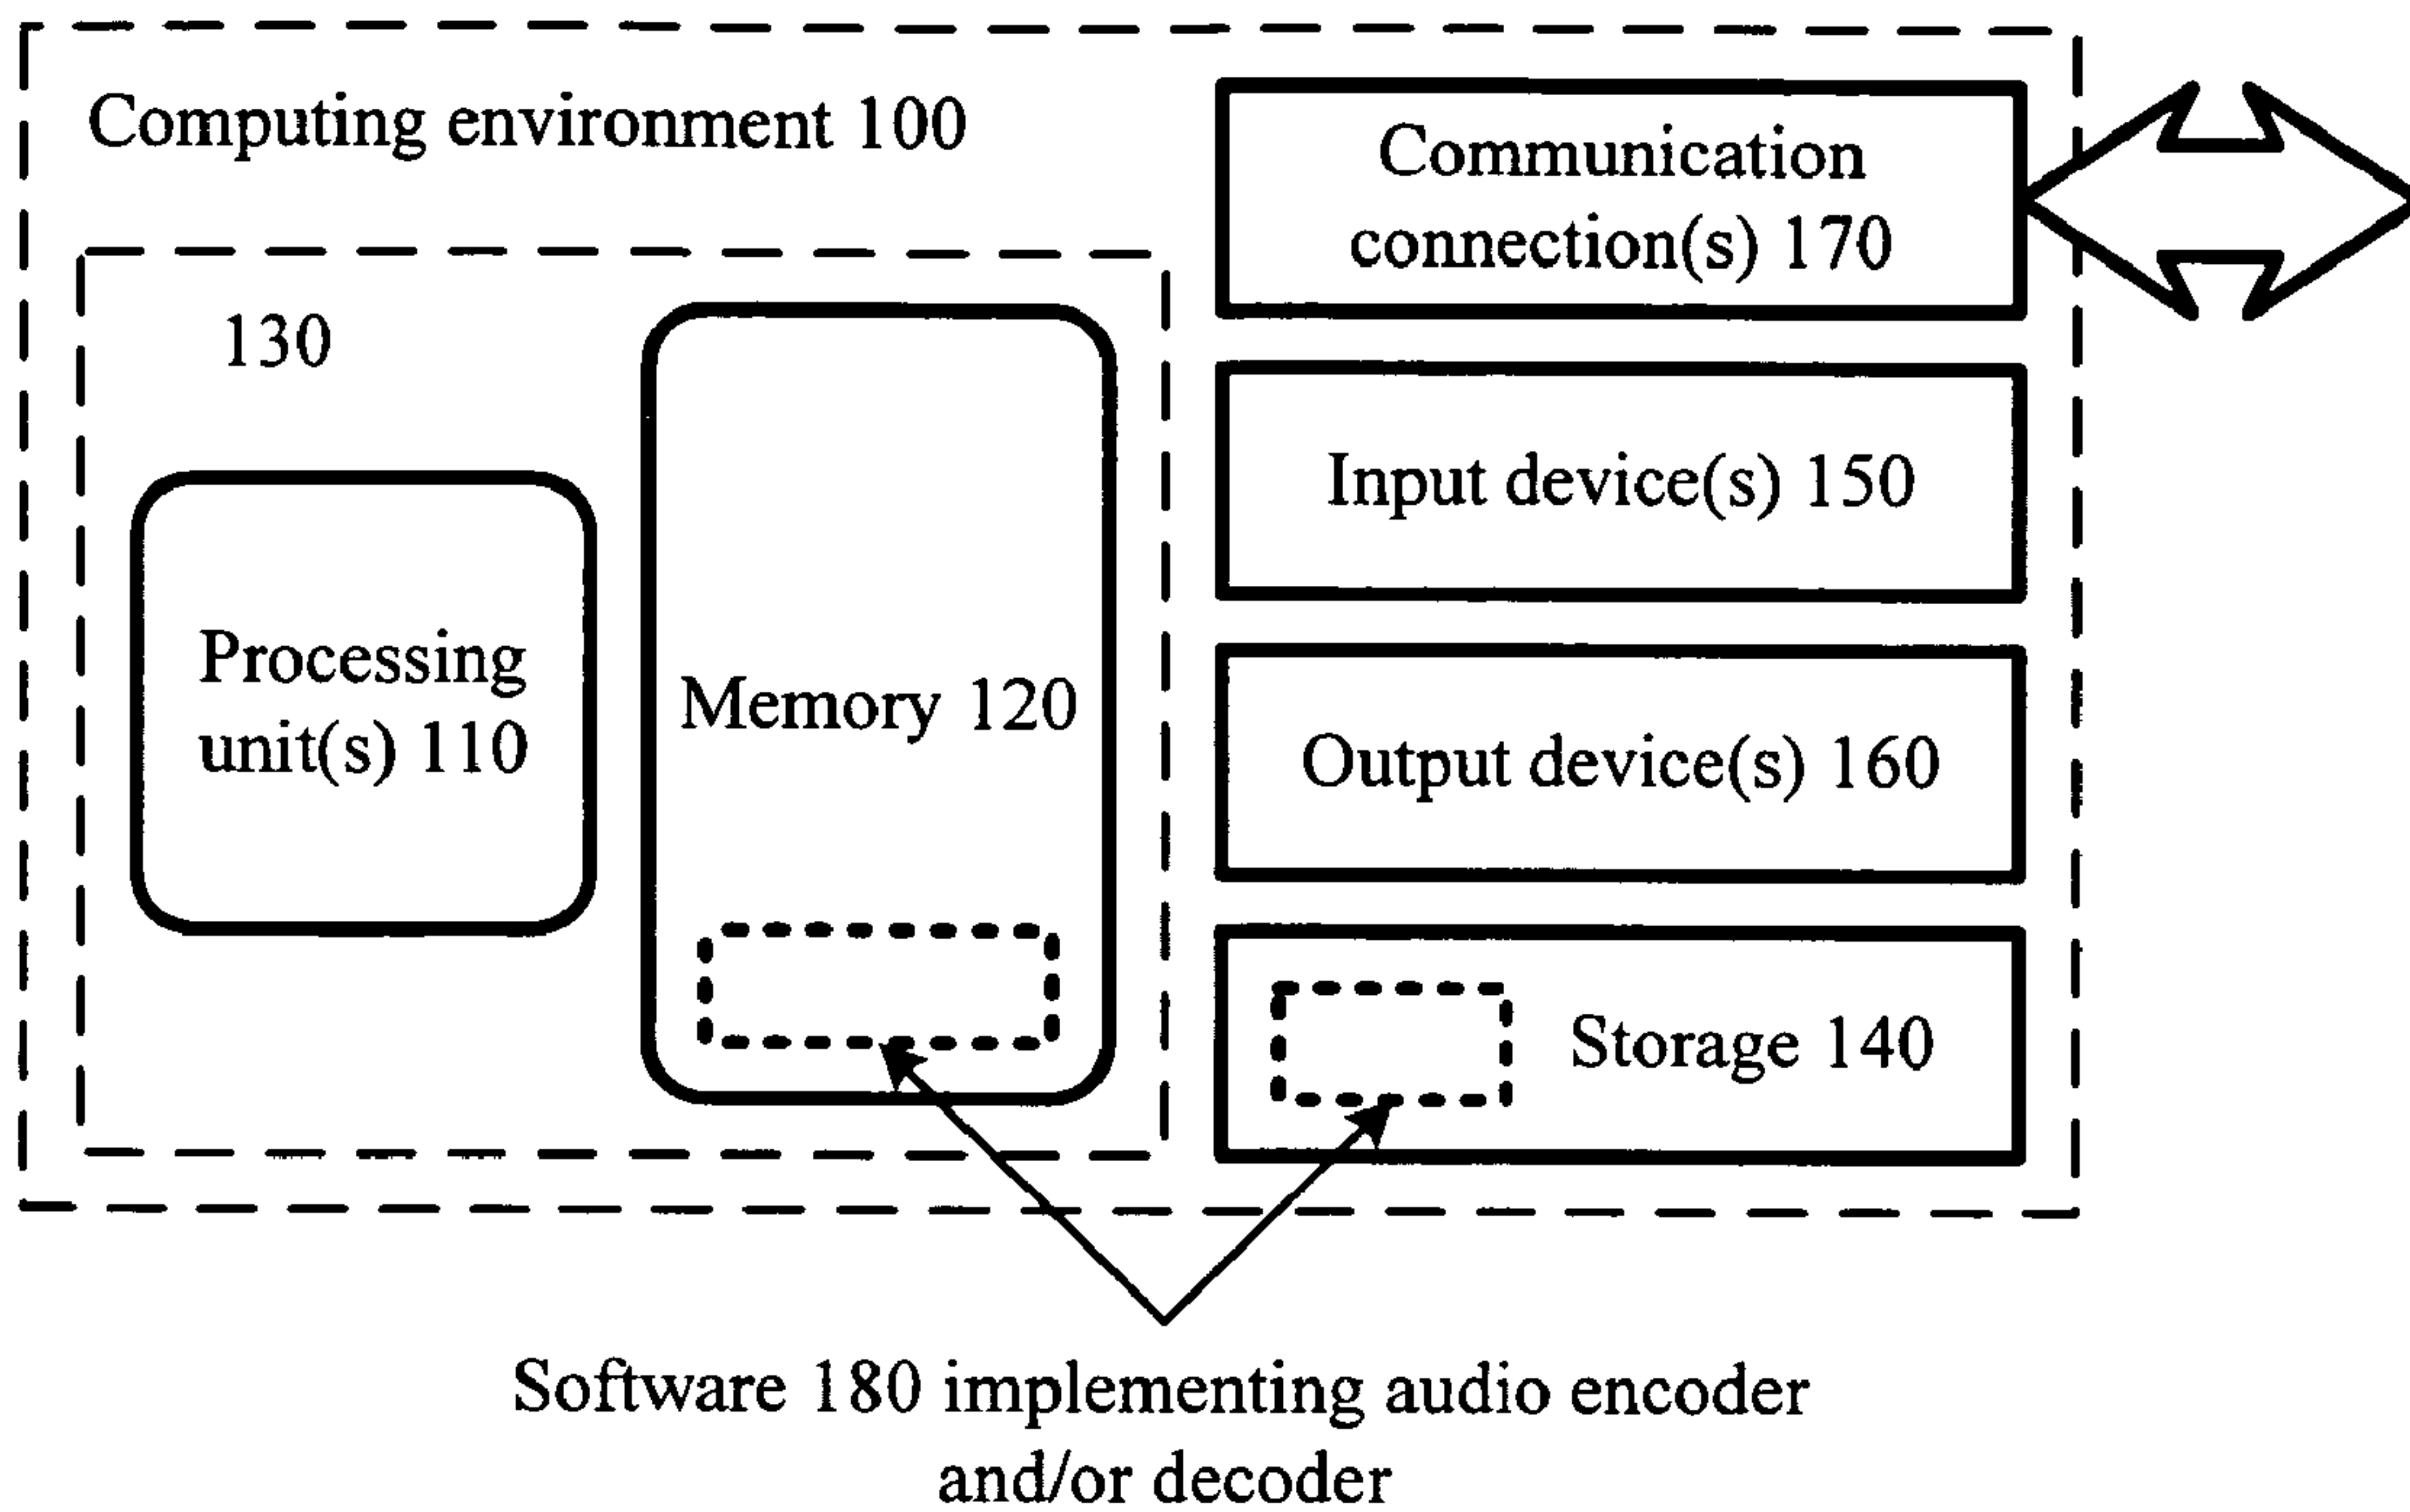 Computing environment 100
Communication
connection(s) 170
130
Input device(s) 150
Processing
unit(s) 110
Memory 120
Output device(s) 160
Storage 140
Software 180 implementing audio encoder
and/or decoder